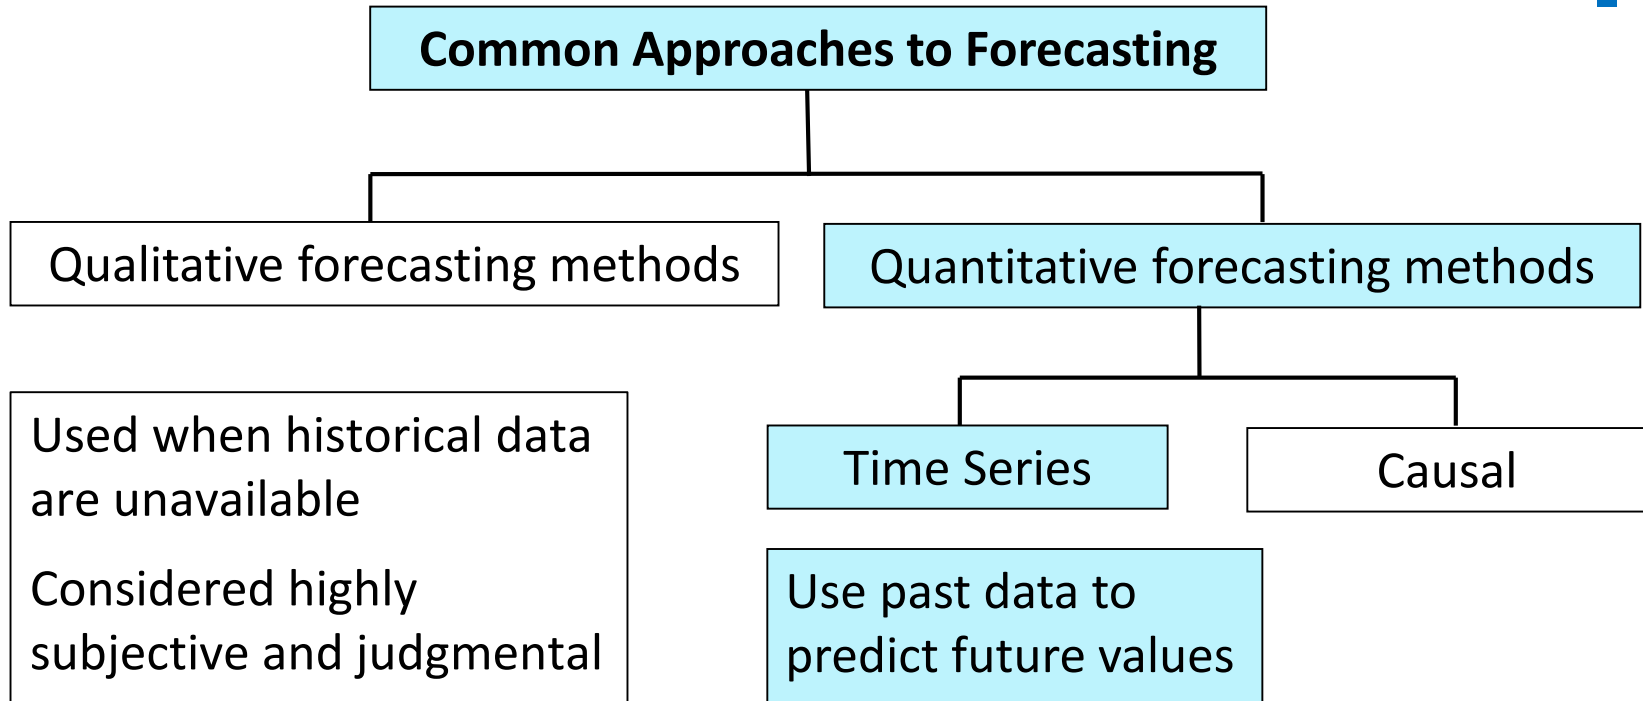 Common Approaches to Forecasting
Qualitative forecasting methods
Quantitative forecasting methods
Used when historical data
are unavailable
Considered highly
subjective and judgmental
Time Series
Causal
Use past data to
predict future values